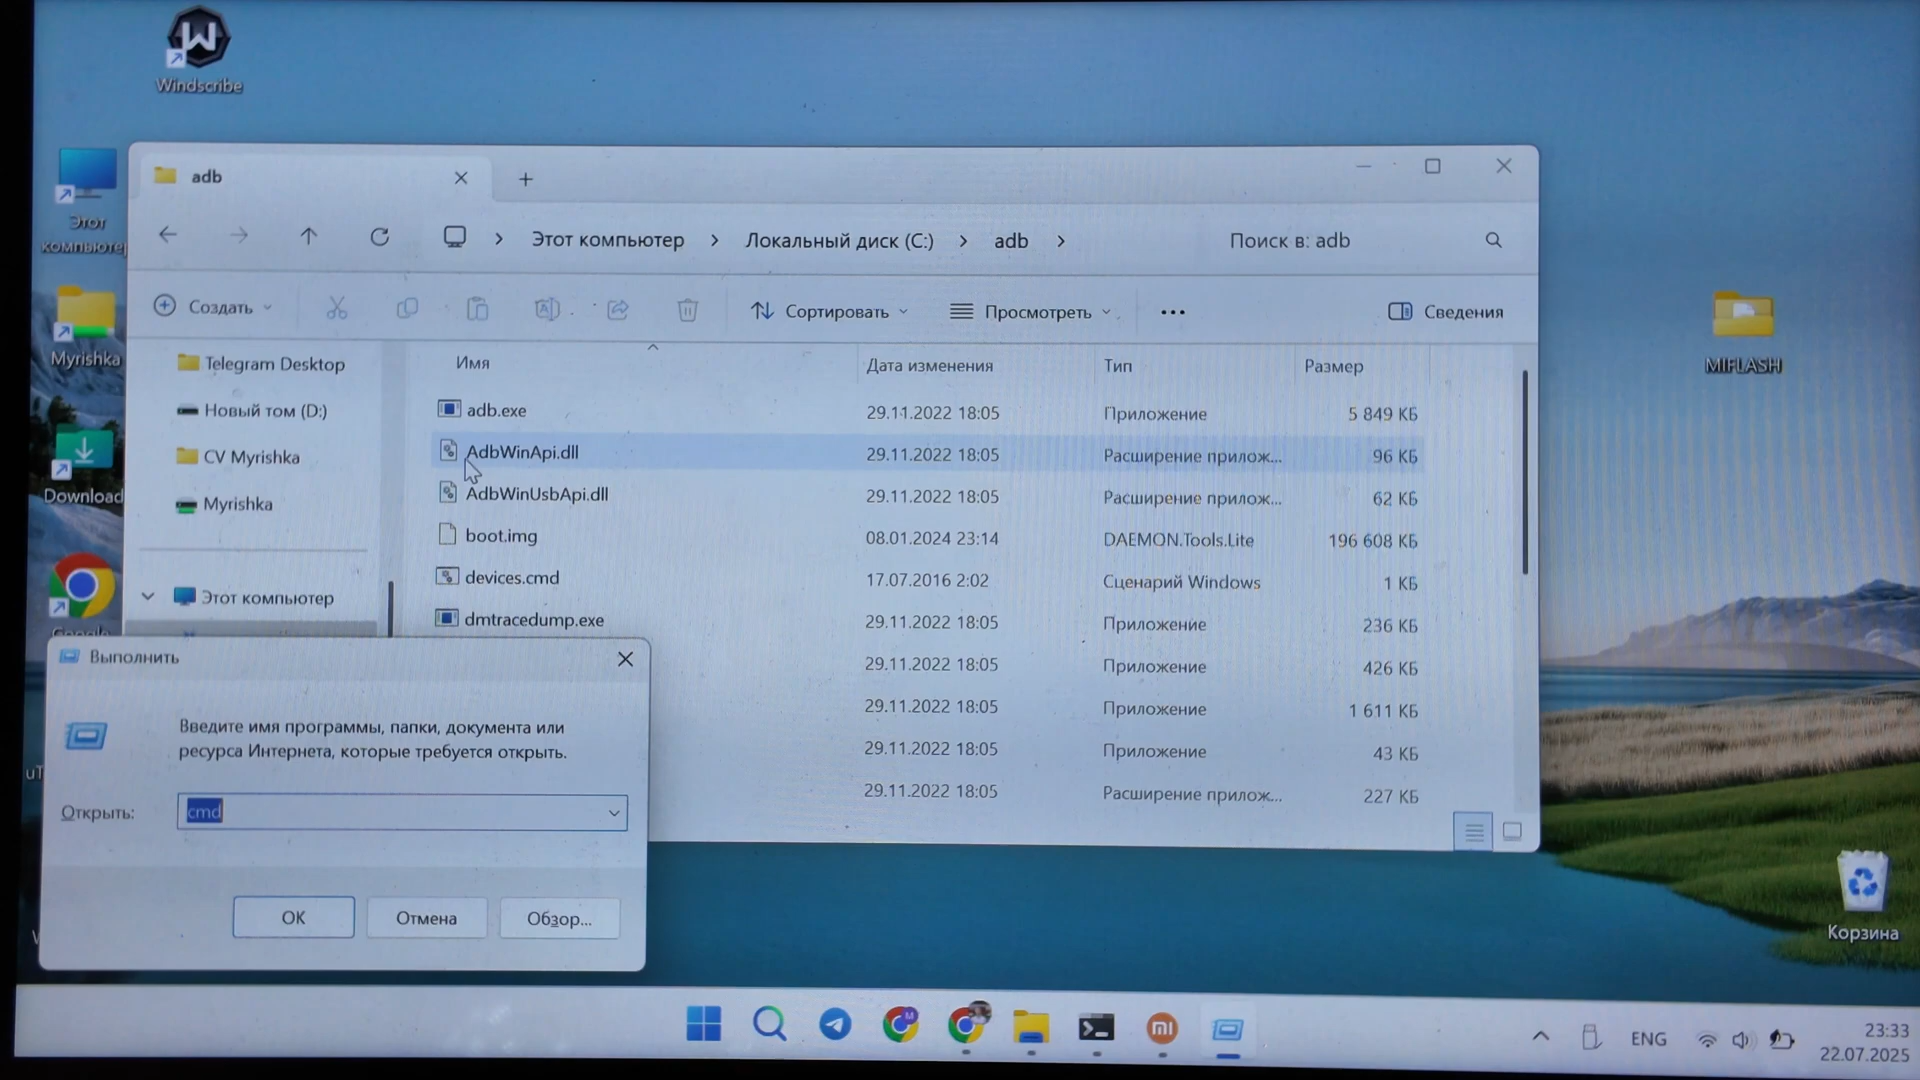 Windscribe
Этот
компьютер
Myrishka
Download
MIFLASH
Корзина
adb
Этот компьютер
Локальный диск (C:)
adb
Поиск в: adb
Создать
Сортировать
Просмотреть
Сведения
Telegram Desktop
Новый том (D:)
CV Myrishka
Myrishka
Этот компьютер
Имя Дата изменения Тип Размер
adb.exe 29.11.2022 18:05 Приложение 5 849 КБ
AdbWinApi.dll 29.11.2022 18:05 Расширение прилож... 96 КБ
AdbWinUsbApi.dll 29.11.2022 18:05 Расширение прилож... 62 КБ
boot.img 08.01.2024 23:14 DAEMON.Tools.Lite 196 608 КБ
devices.cmd 17.07.2016 2:02 Сценарий Windows 1 КБ
dmtracedump.exe 29.11.2022 18:05 Приложение 236 КБ
29.11.2022 18:05 Приложение 426 КБ
29.11.2022 18:05 Приложение 1 611 КБ
29.11.2022 18:05 Приложение 43 КБ
29.11.2022 18:05 Расширение прилож... 227 КБ
Выполнить
Введите имя программы, папки, документа или
ресурса Интернета, которые требуется открыть.
Открыть: cmd
ОК Отмена Обзор...
ENG
23:33
22.07.2025